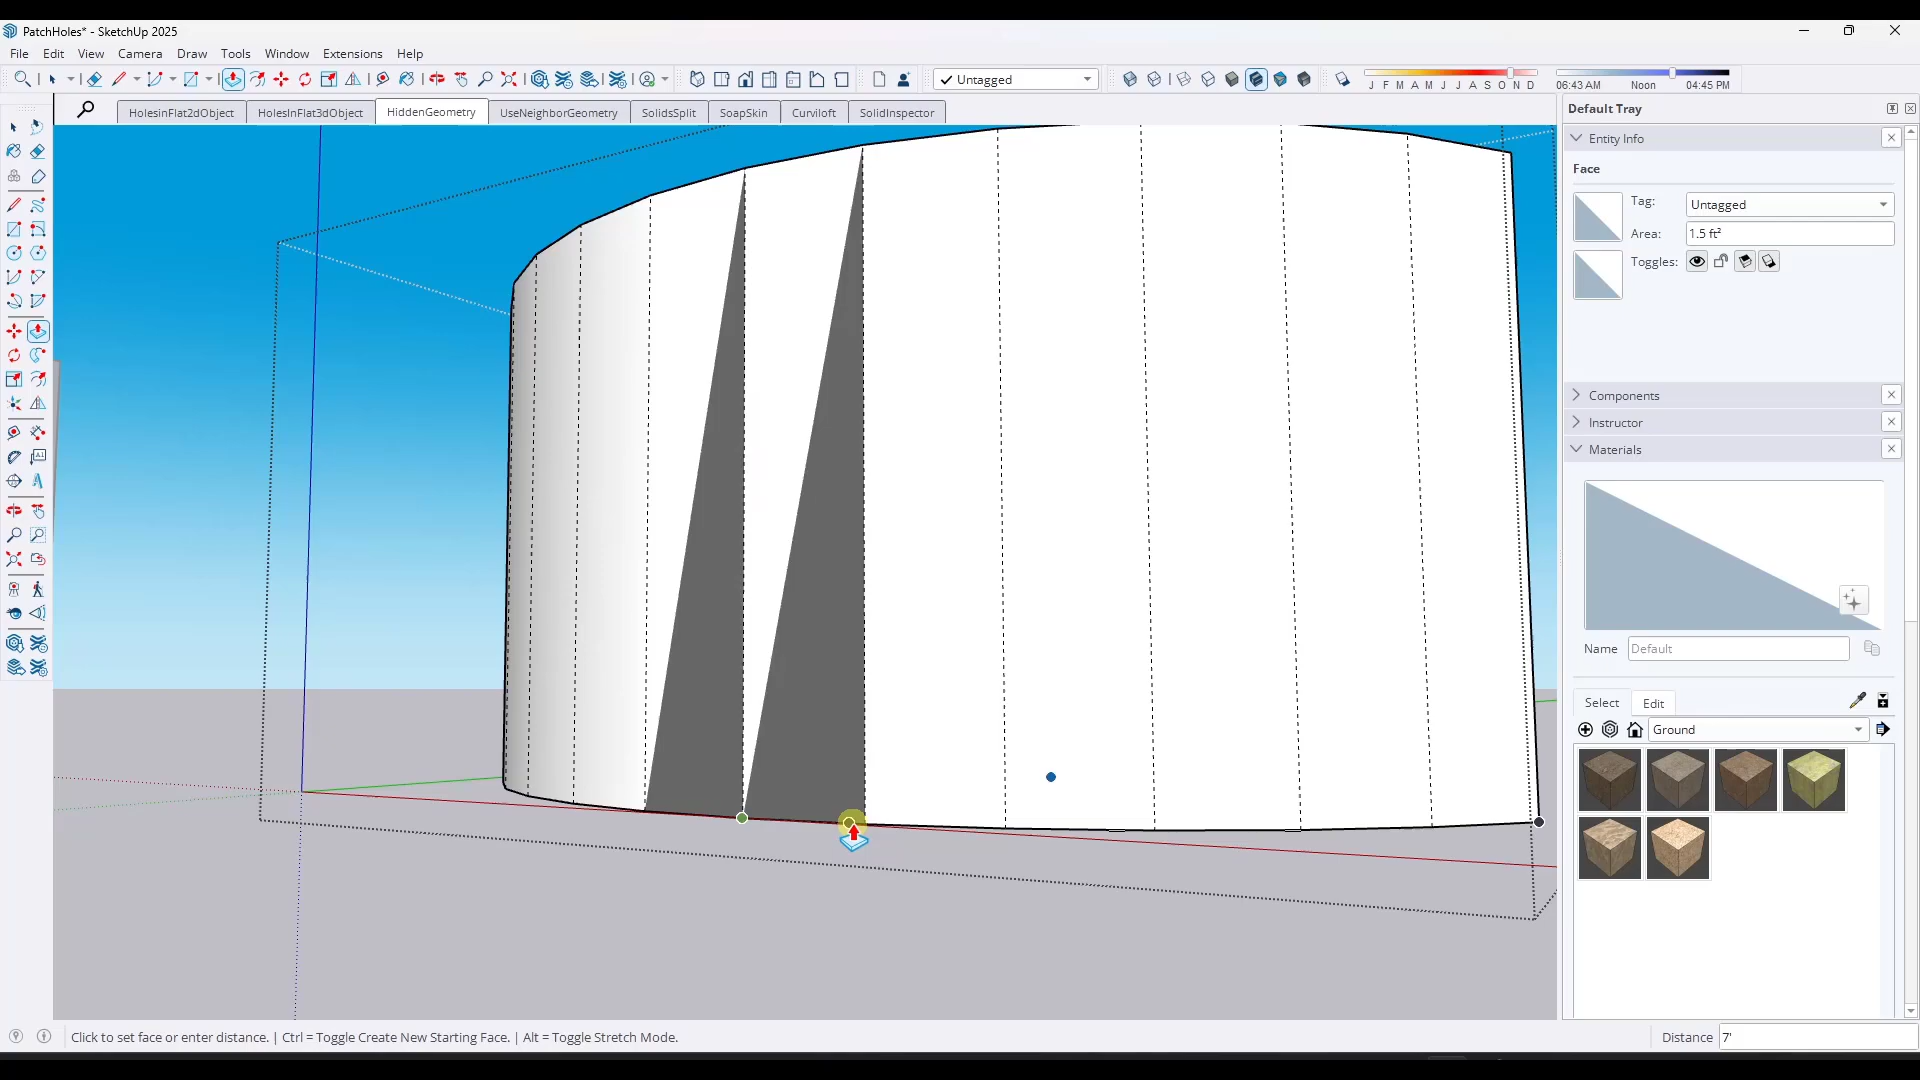 PatchHoles* - SketchUp 2025
File Edit View Camera Draw Tools Window Extensions Help
Untagged
J F M A M J J A S O N D
06:43 AM Noon 04:45 PM
HolesinFlat2dObject HolesInFlat3dObject HiddenGeometry UseNeighborGeometry SolidsSplit SoapSkin Curviloft SolidInspector
Default Tray
Entity Info
Face
Tag: Untagged
Area: 1.5 ft²
Toggles:
Components
Instructor
Materials
Name Default
Select Edit
Ground
Click to set face or enter distance. | Ctrl = Toggle Create New Starting Face. | Alt = Toggle Stretch Mode.
Distance 7'